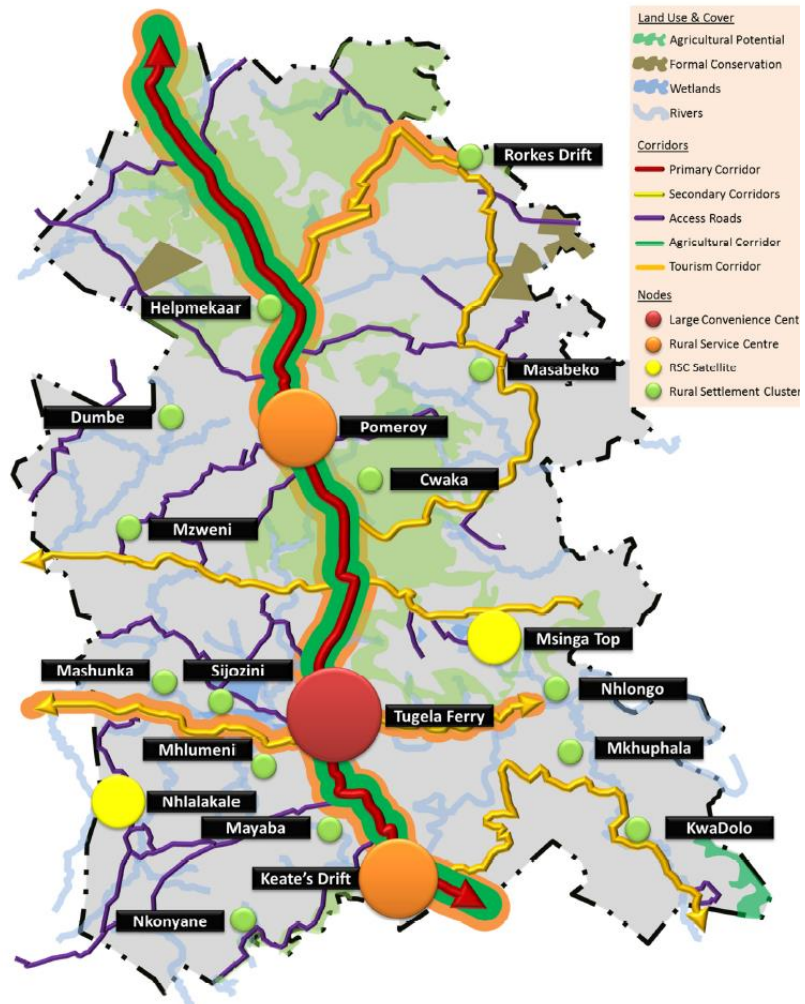 Land Use & Cover
Agricultural Potential
Formal Conservation
Wetlands
Rivers
Corridors
Primary Corridor
Secondary Corridors
Access Roads
Agricultural Corridor
Tourism Corridor
Nodes
Large Convenience Cent
Rural Service Centre
RSC Satellite
Rural Settlement Cluster
Rorkes Drift
Helpmekaar
Masabeko
Dumbe
Pomeroy
Cwaka
Mzweni
Msinga Top
Mashunka
Sijozini
Nhlongo
Tugela Ferry
Mhlumeni
Mkhuphala
Nhlalakale
Mayaba
KwaDolo
Keate's Drift
Nkonyane